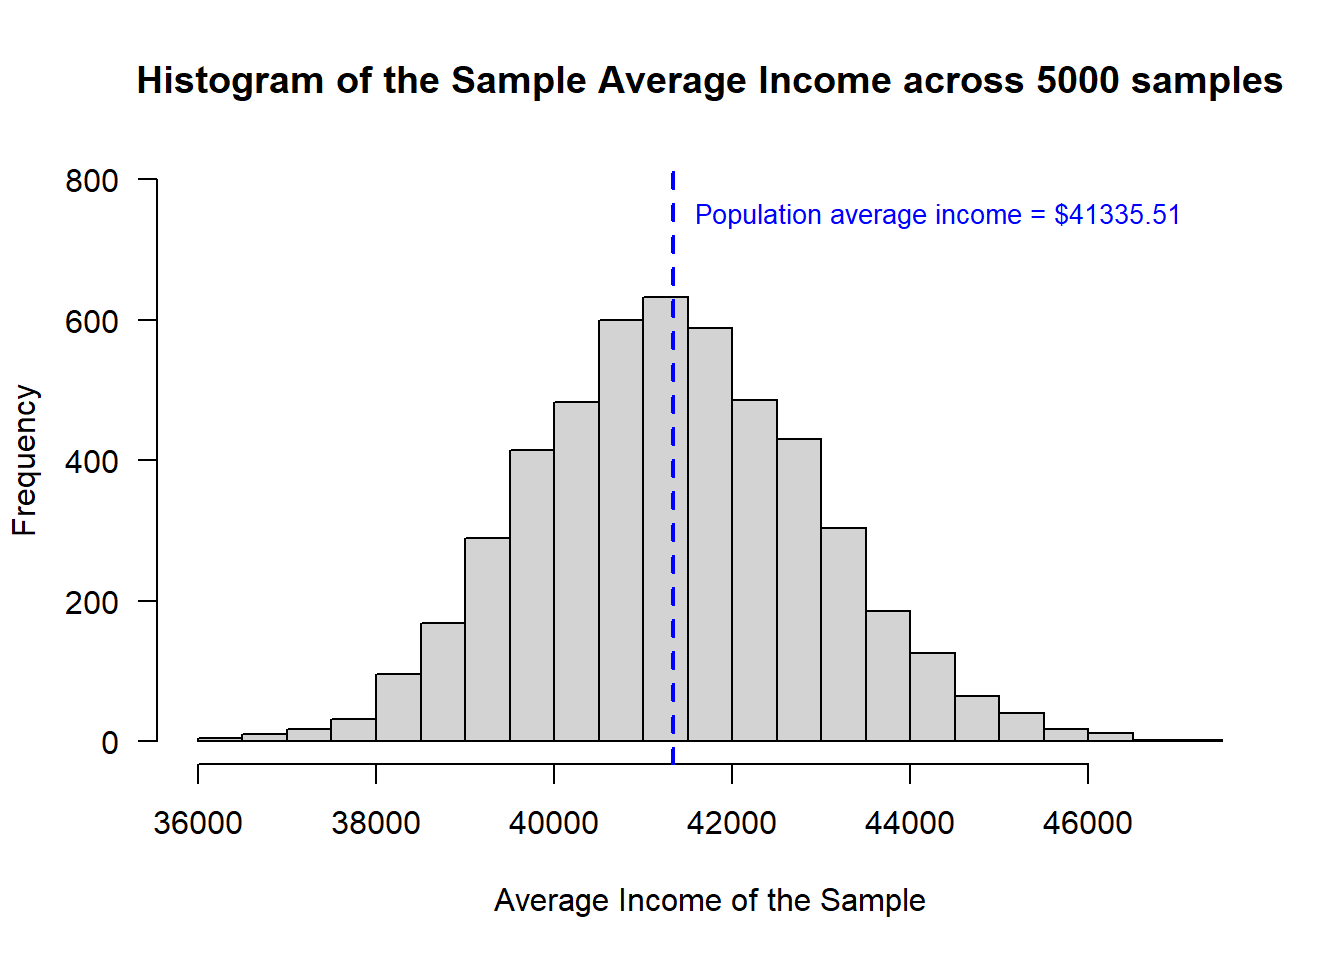 Histogram of the Sample Average Income across 5000 samples
Population average income = $41335.51
800
600
400
200
0
Frequency
36000 38000 40000 42000 44000 46000
Average Income of the Sample